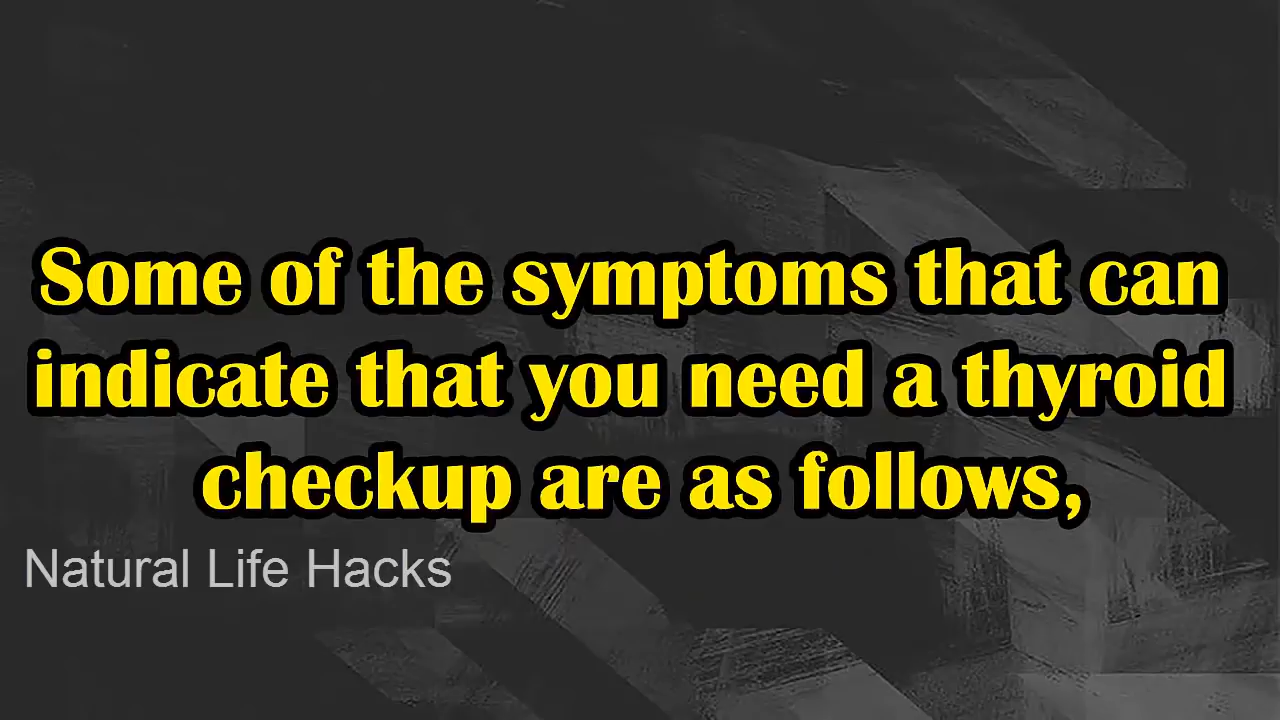 Some of the symptoms that can
indicate that you need a thyroid
checkup are as follows,
Natural Life Hacks